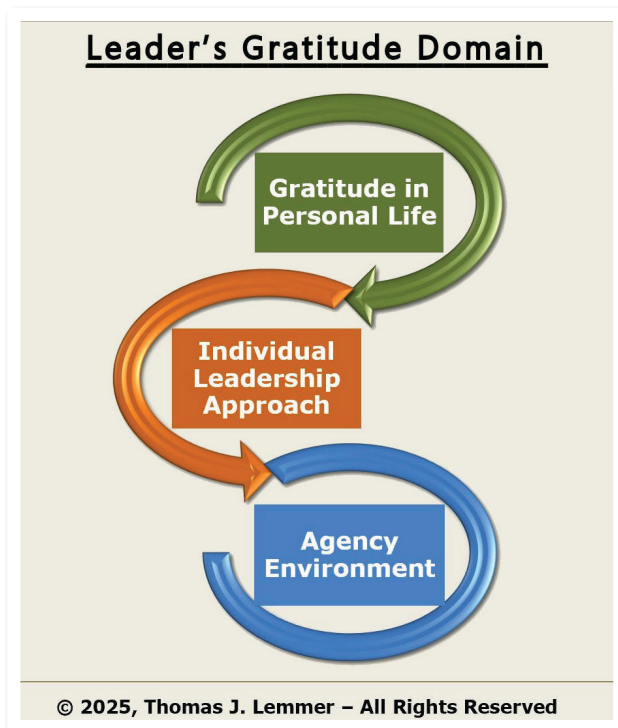 Leader's Gratitude Domain
Gratitude in
Personal Life
Individual
Leadership
Approach
Agency
Environment
© 2025, Thomas J. Lemmer – All Rights Reserved